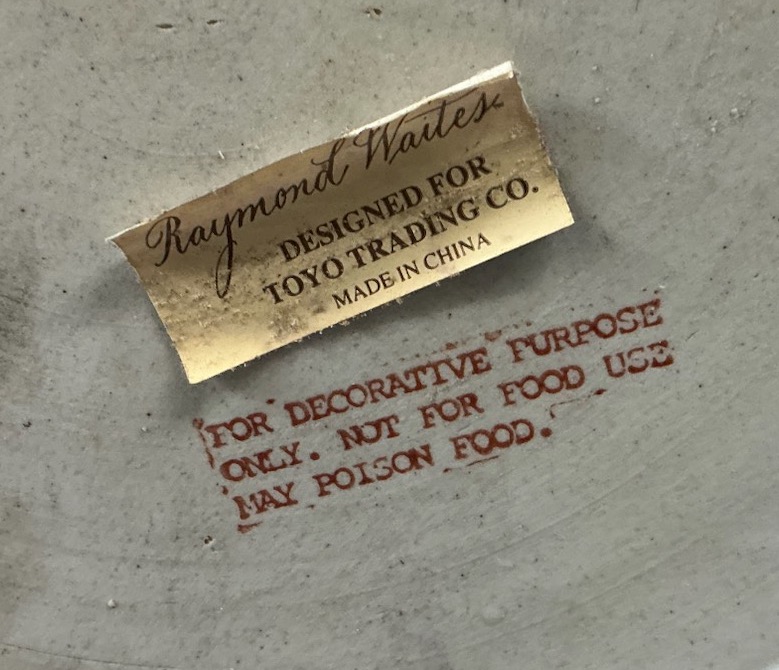 Raymond Waites
DESIGNED FOR
TOYO TRADING CO.
MADE IN CHINA
FOR DECORATIVE PURPOSE
ONLY. NOT FOR FOOD USE
MAY POISON FOOD.